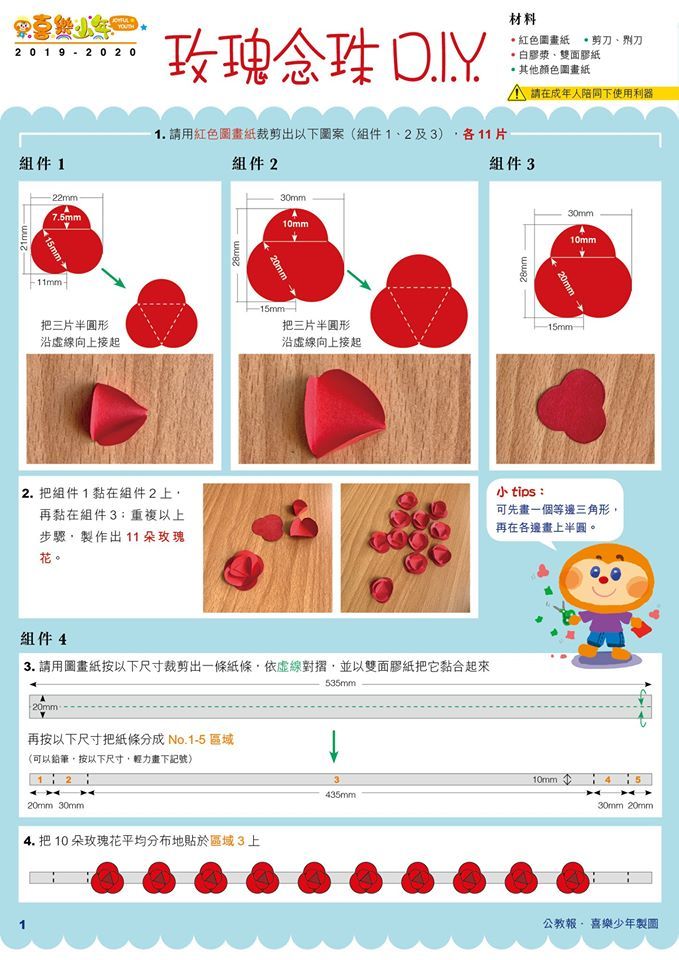 喜樂少年 JOYFUL YOUTH
2019-2020
玫瑰念珠 D.I.Y.
材料
• 紅色圖畫紙 • 剪刀、𠝹刀
• 白膠漿、雙面膠紙
• 其他顏色圖畫紙
請在成年人陪同下使用利器
1. 請用紅色圖畫紙裁剪出以下圖案（組件 1、2 及 3），各 11 片
組件 1
22mm
7.5mm
21mm
15mm
11mm
把三片半圓形
沿虛線向上接起
組件 2
30mm
10mm
28mm
20mm
15mm
把三片半圓形
沿虛線向上接起
組件 3
30mm
10mm
28mm
20mm
15mm
2. 把組件 1 黏在組件 2 上，
再黏在組件 3；重複以上
步驟，製作出 11 朵玫瑰
花。
小 tips：
可先畫一個等邊三角形，
再在各邊畫上半圓。
組件 4
3. 請用圖畫紙按以下尺寸裁剪出一條紙條，依虛線對摺，並以雙面膠紙把它黏合起來
535mm
20mm
再按以下尺寸把紙條分成 No.1-5 區域
（可以鉛筆，按以下尺寸，輕力畫下記號）
1 2 3 10mm 4 5
20mm 30mm 435mm 30mm 20mm
4. 把 10 朵玫瑰花平均分布地貼於區域 3 上
1
公教報 · 喜樂少年製圖